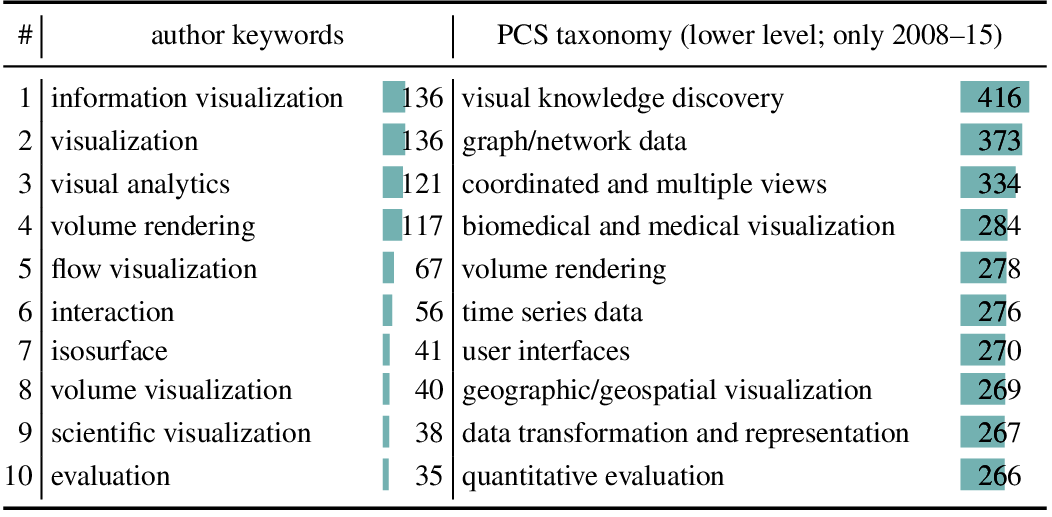 # author keywords PCS taxonomy (lower level; only 2008–15)
1 information visualization 136 visual knowledge discovery 416
2 visualization 136 graph/network data 373
3 visual analytics 121 coordinated and multiple views 334
4 volume rendering 117 biomedical and medical visualization 284
5 flow visualization 67 volume rendering 278
6 interaction 56 time series data 276
7 isosurface 41 user interfaces 270
8 volume visualization 40 geographic/geospatial visualization 269
9 scientific visualization 38 data transformation and representation 267
10 evaluation 35 quantitative evaluation 266